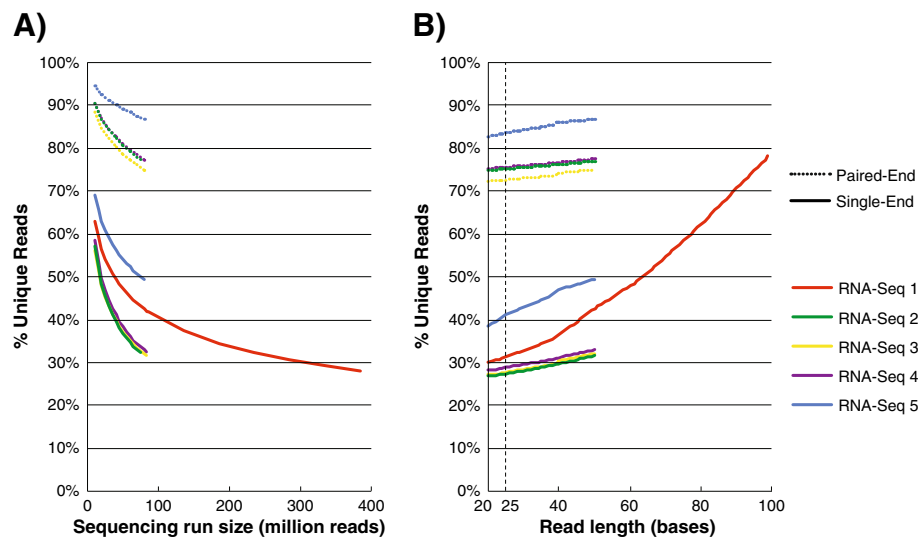 A)
% Unique Reads
100%
90%
80%
70%
60%
50%
40%
30%
20%
10%
0%
0
100
200
300
400
Sequencing run size (million reads)
B)
% Unique Reads
100%
90%
80%
70%
60%
50%
40%
30%
20%
10%
0%
20
25
40
60
80
100
Read length (bases)
Paired-End
Single-End
RNA-Seq 1
RNA-Seq 2
RNA-Seq 3
RNA-Seq 4
RNA-Seq 5